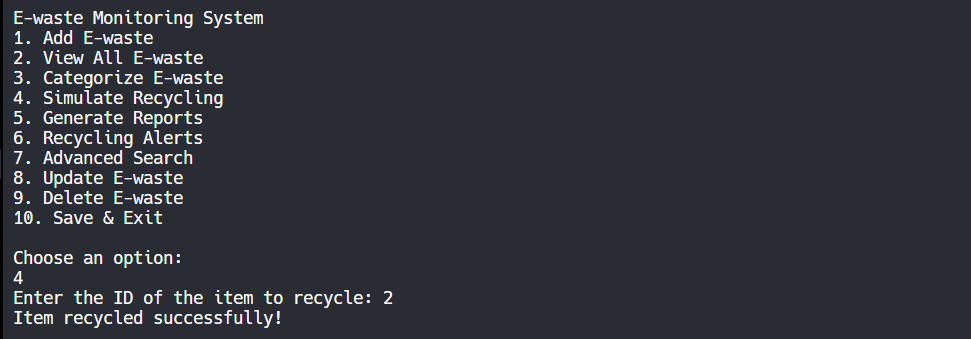 E-waste Monitoring System
1. Add E-waste
2. View All E-waste
3. Categorize E-waste
4. Simulate Recycling
5. Generate Reports
6. Recycling Alerts
7. Advanced Search
8. Update E-waste
9. Delete E-waste
10. Save & Exit
Choose an option:
4
Enter the ID of the item to recycle: 2
Item recycled successfully!